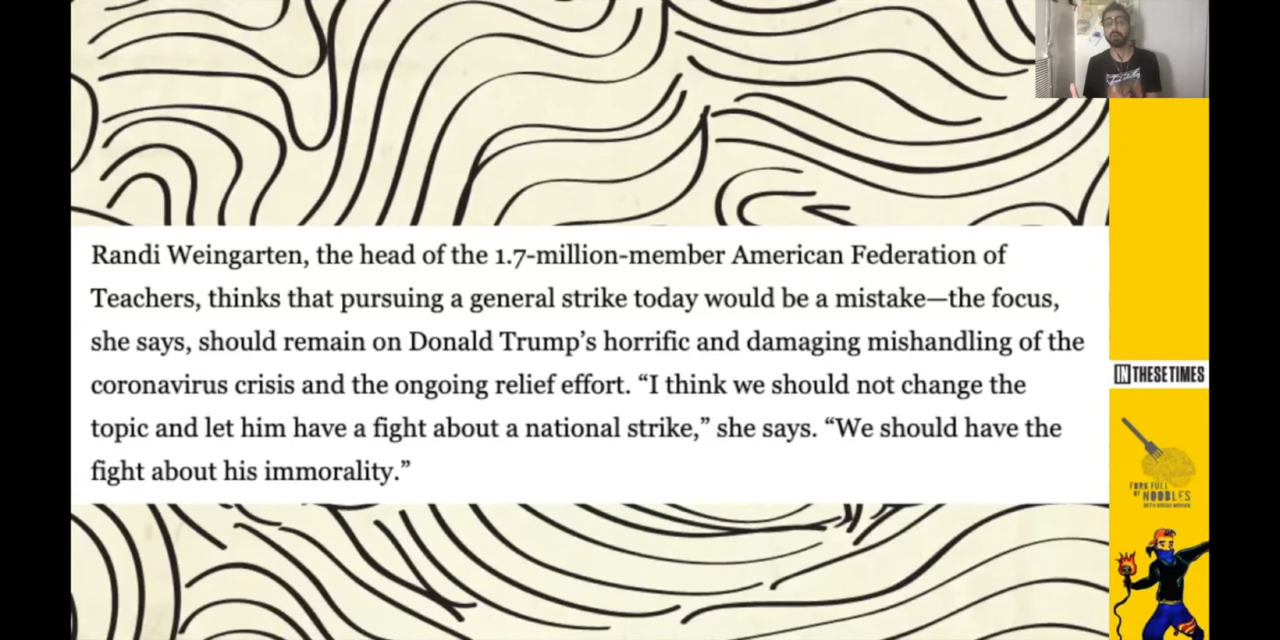 Randi Weingarten, the head of the 1.7-million-member American Federation of
Teachers, thinks that pursuing a general strike today would be a mistake—the focus,
she says, should remain on Donald Trump’s horrific and damaging mishandling of the
coronavirus crisis and the ongoing relief effort. “I think we should not change the
topic and let him have a fight about a national strike,” she says. “We should have the
fight about his immorality.”
IN THESE TIMES
FORK FULL
OF NOODLES